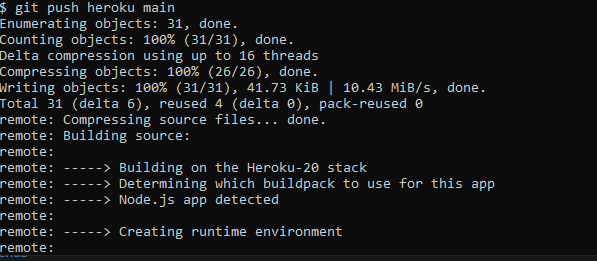 $ git push heroku main
Enumerating objects: 31, done.
Counting objects: 100% (31/31), done.
Delta compression using up to 16 threads
Compressing objects: 100% (26/26), done.
Writing objects: 100% (31/31), 41.73 KiB | 10.43 MiB/s, done.
Total 31 (delta 6), reused 4 (delta 0), pack-reused 0
remote: Compressing source files... done.
remote: Building source:
remote:
remote: -----> Building on the Heroku-20 stack
remote: -----> Determining which buildpack to use for this app
remote: -----> Node.js app detected
remote:
remote: -----> Creating runtime environment
remote: